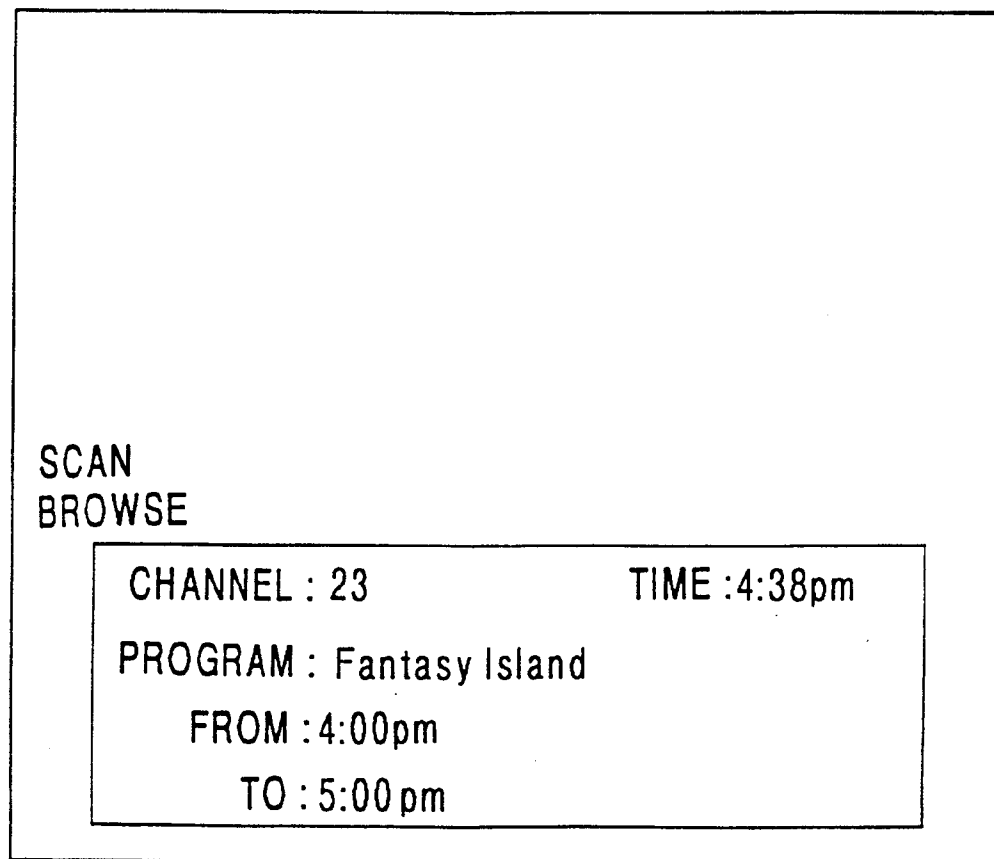 SCAN
BROWSE
CHANNEL : 23 TIME :4:38pm
PROGRAM : Fantasy Island
FROM :4:00pm
TO : 5:00 pm